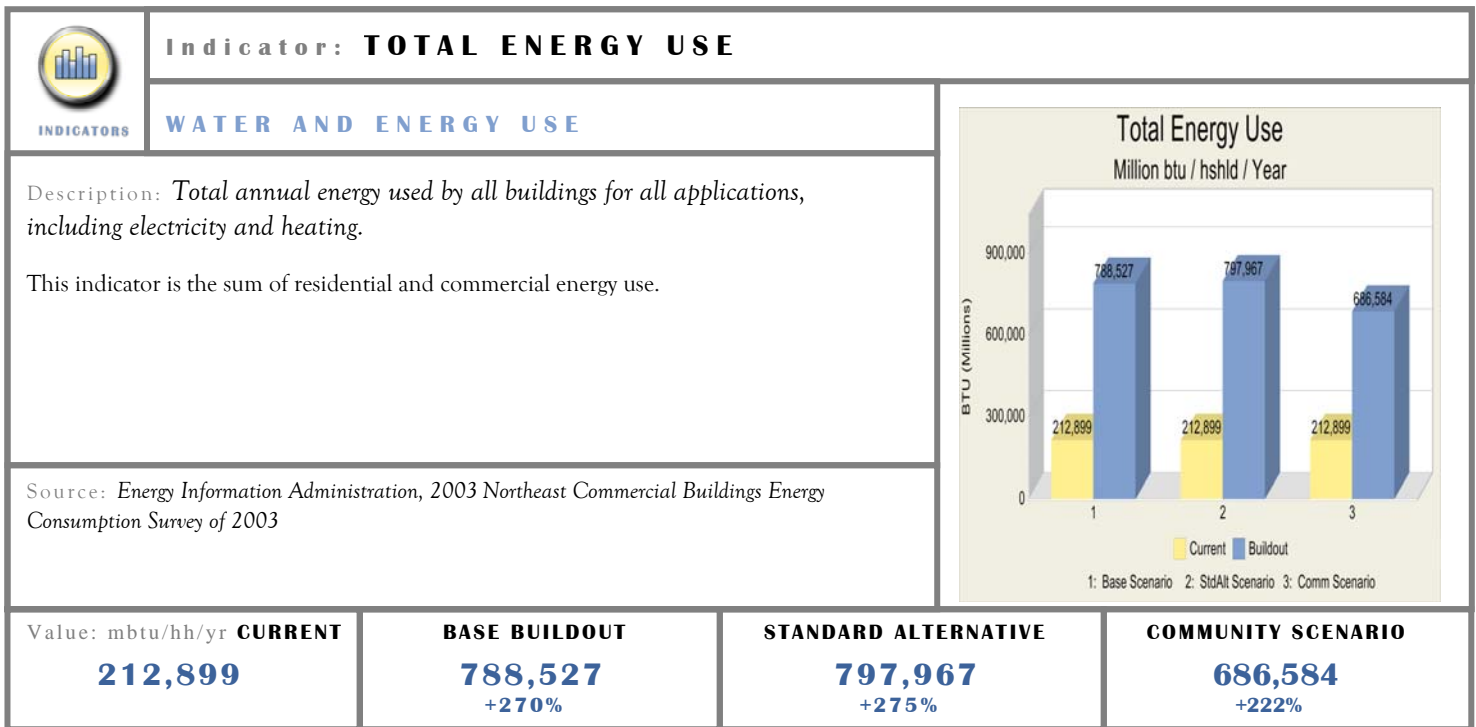 INDICATORS
Indicator: TOTAL ENERGY USE
WATER AND ENERGY USE
Description: Total annual energy used by all buildings for all applications,
including electricity and heating.
This indicator is the sum of residential and commercial energy use.
Source: Energy Information Administration, 2003 Northeast Commercial Buildings Energy
Consumption Survey of 2003
Total Energy Use
Million btu / hshld / Year
BTU (Millions)
900,000
600,000
300,000
0
212,899
788,527
212,899
797,967
212,899
686,584
1 2 3
Current Buildout
1: Base Scenario 2: StdAlt Scenario 3: Comm Scenario
Value: mbtu/hh/yr CURRENT
212,899
BASE BUILDOUT
788,527
+270%
STANDARD ALTERNATIVE
797,967
+275%
COMMUNITY SCENARIO
686,584
+222%